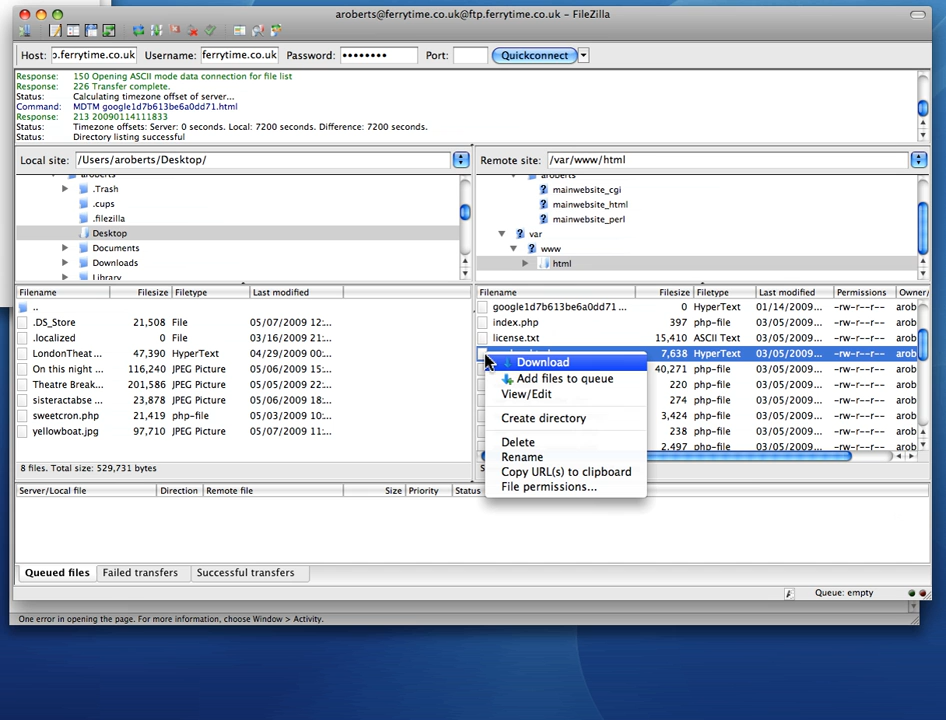 aroberts@ferrytime.co.uk@ftp.ferrytime.co.uk - FileZilla
Host: o.ferrytime.co.uk Username: ferrytime.co.uk Password: •••••••• Port: Quickconnect
Response: 150 Opening ASCII mode data connection for file list
Response: 226 Transfer complete.
Status: Calculating timezone offset of server...
Command: MDTM google1d7b613be6a0dd71.html
Response: 213 20090114111833
Status: Timezone offsets: Server: 0 seconds. Local: 7200 seconds. Difference: 7200 seconds.
Status: Directory listing successful
Local site: /Users/aroberts/Desktop/
aroberts
.Trash
.cups
.filezilla
Desktop
Documents
Downloads
Library
Remote site: /var/www/html
aroberts
mainwebsite_cgi
mainwebsite_html
mainwebsite_perl
var
www
html
Filename Filesize Filetype Last modified
..
.DS_Store 21,508 File 05/07/2009 12:...
.localized 0 File 03/16/2009 21:...
LondonTheat ... 47,390 HyperText 04/29/2009 00:...
On this night ... 116,240 JPEG Picture 05/06/2009 15:...
Theatre Break... 201,586 JPEG Picture 05/05/2009 12:...
sisteractabse ... 23,878 JPEG Picture 05/06/2009 18:...
sweetcron.php 21,419 php-file 05/03/2009 10:...
yellowboat.jpg 97,710 JPEG Picture 05/07/2009 11:...
8 files. Total size: 529,731 bytes
Filename Filesize Filetype Last modified Permissions Owner/
google1d7b613be6a0dd71 ... 0 HyperText 01/14/2009... -rw-r--r-- arob
index.php 397 php-file 03/05/2009... -rw-r--r-- arob
license.txt 15,410 ASCII Text 03/05/2009... -rw-r--r-- arob
7,638 HyperText 03/05/2009... -rw-r--r-- arob
40,271 php-file 03/05/2009... -rw-r--r-- arob
220 php-file 03/05/2009... -rw-r--r-- arob
274 php-file 03/05/2009... -rw-r--r-- arob
3,424 php-file 03/05/2009... -rw-r--r-- arob
238 php-file 03/05/2009... -rw-r--r-- arob
2,497 php-file 03/05/2009... -rw-r--r-- arob
Download
Add files to queue
View/Edit
Create directory
Delete
Rename
Copy URL(s) to clipboard
File permissions...
Server/Local file Direction Remote file Size Priority Status
Queued files Failed transfers Successful transfers
Queue: empty
One error in opening the page. For more information, choose Window > Activity.